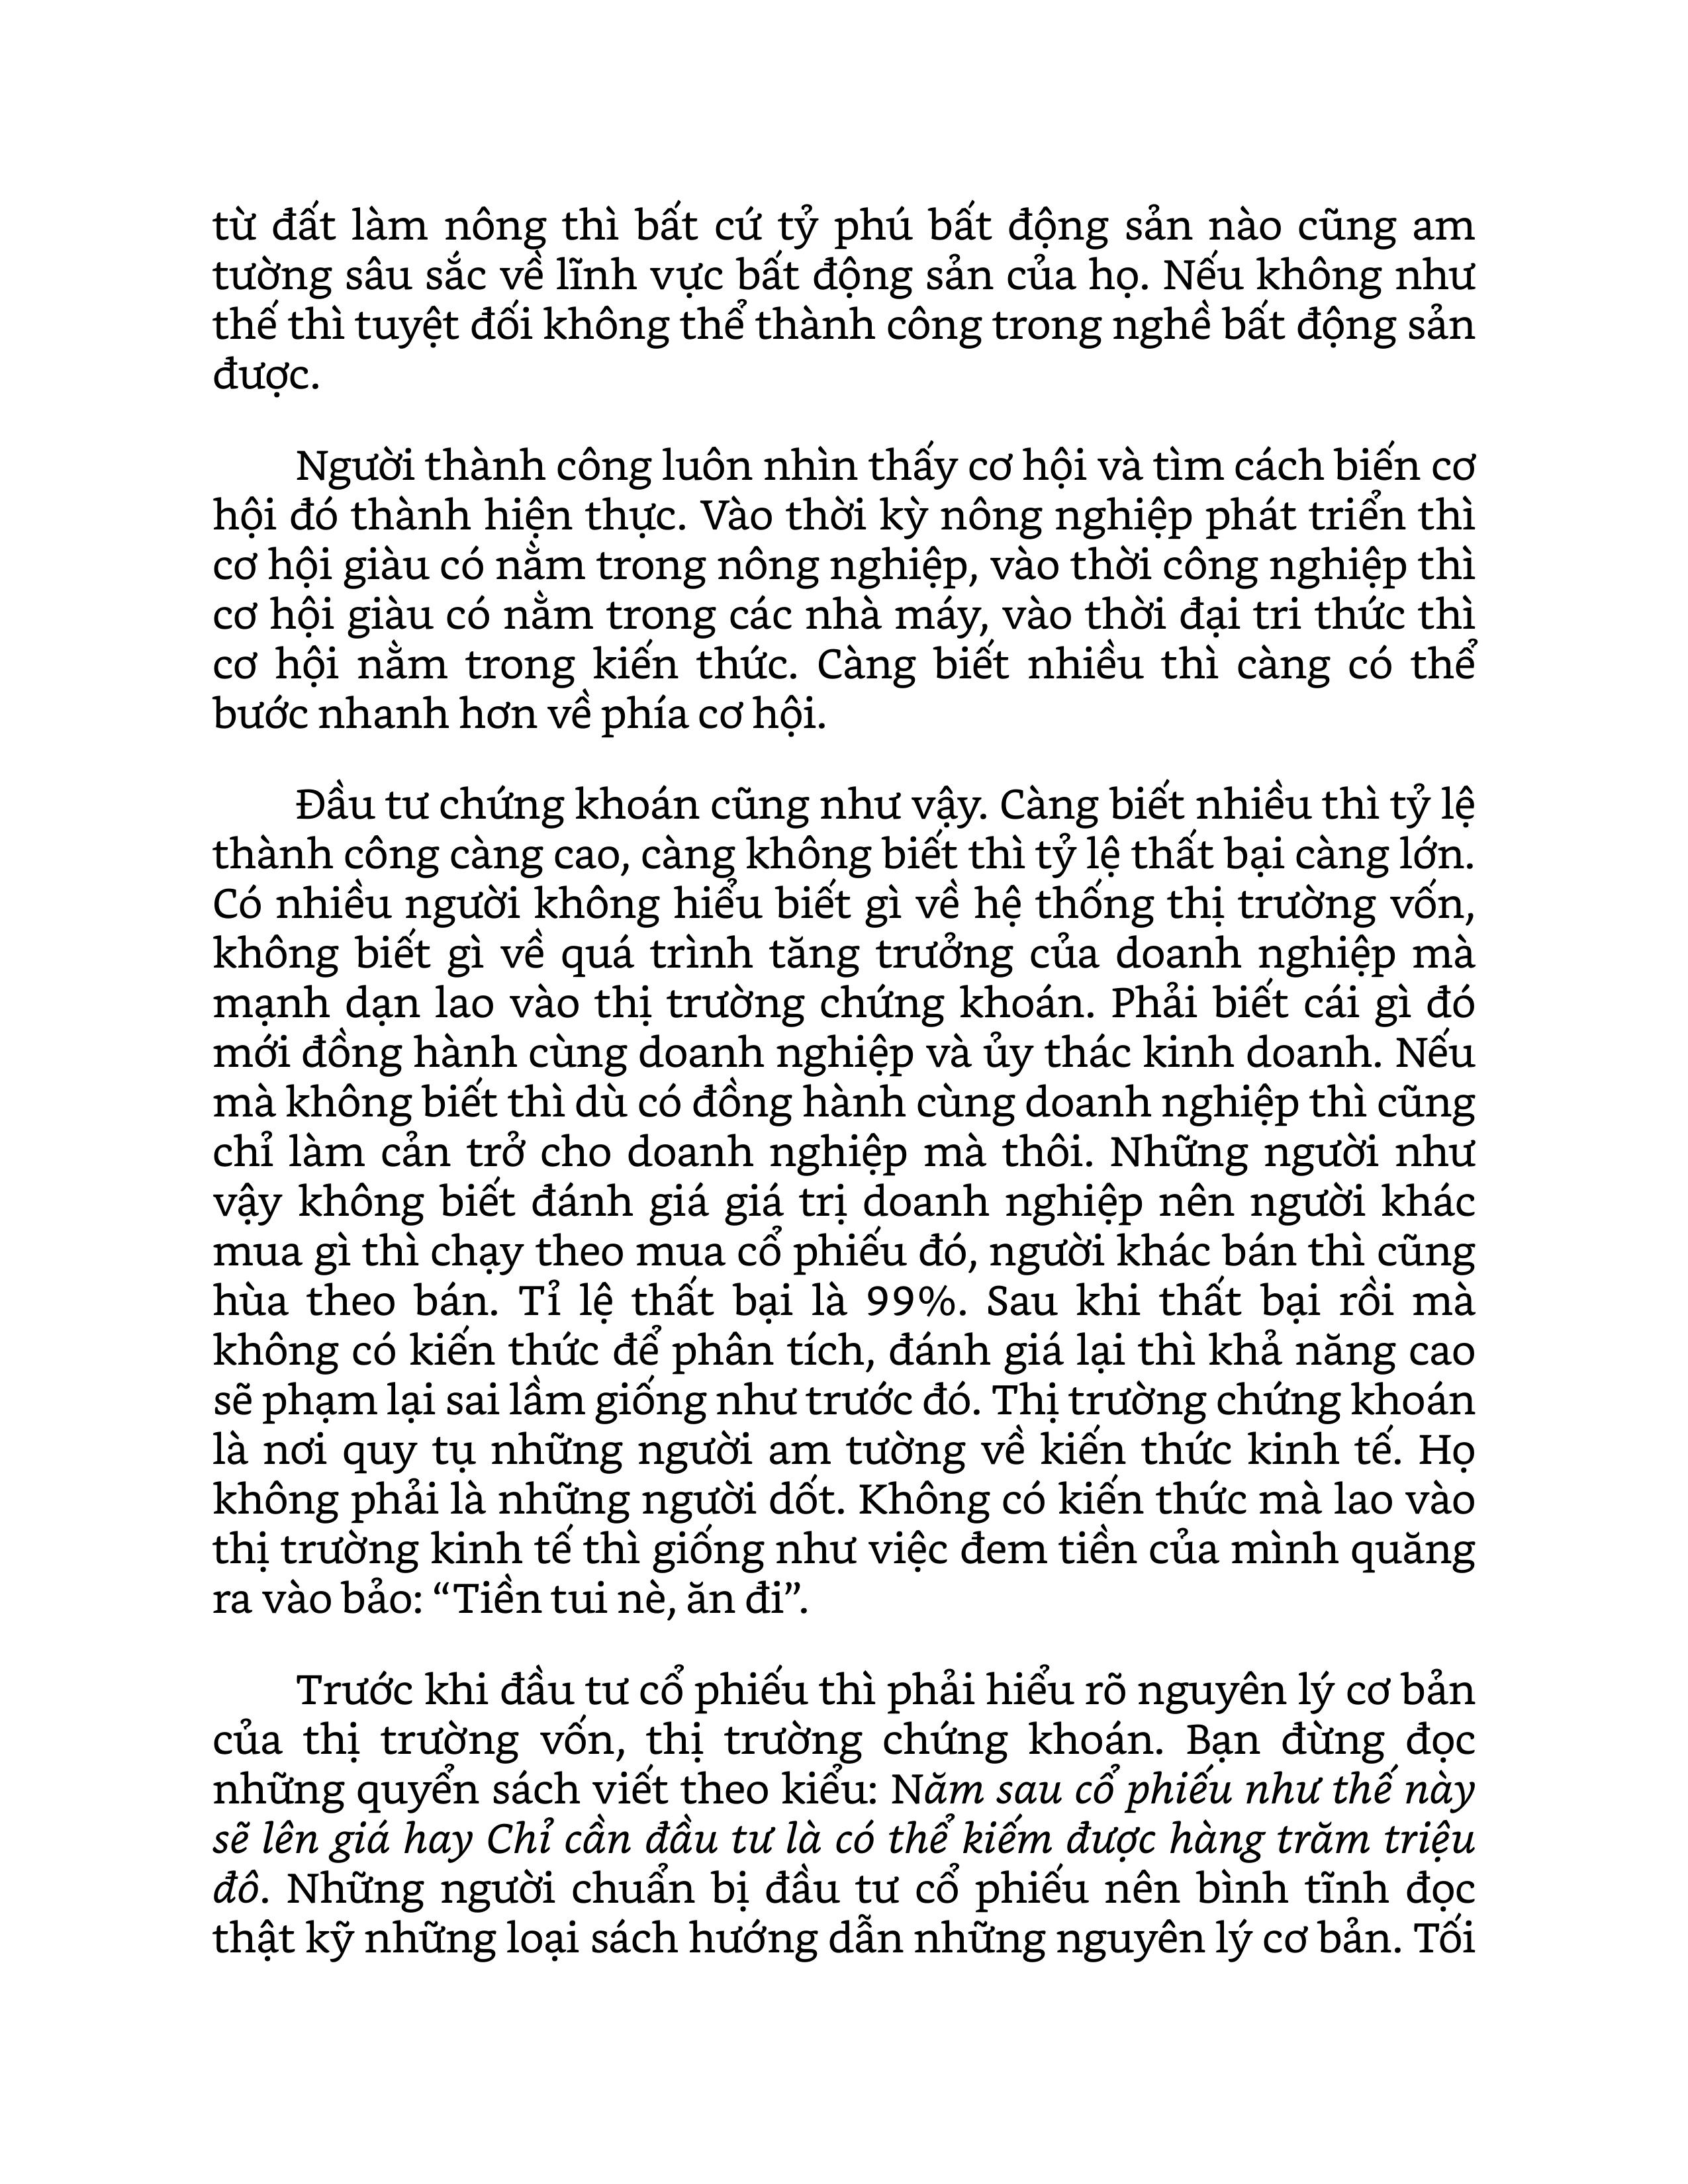 từ đất làm nông thì bất cứ tỷ phú bất động sản nào cũng am
tường sâu sắc về lĩnh vực bất động sản của họ. Nếu không như
thế thì tuyệt đối không thể thành công trong nghề bất động sản
được.
Người thành công luôn nhìn thấy cơ hội và tìm cách biến cơ
hội đó thành hiện thực. Vào thời kỳ nông nghiệp phát triển thì
cơ hội giàu có nằm trong nông nghiệp, vào thời công nghiệp thì
cơ hội giàu có nằm trong các nhà máy, vào thời đại tri thức thì
cơ hội nằm trong kiến thức. Càng biết nhiều thì càng có thể
bước nhanh hơn về phía cơ hội.
Đầu tư chứng khoán cũng như vậy. Càng biết nhiều thì tỷ lệ
thành công càng cao, càng không biết thì tỷ lệ thất bại càng lớn.
Có nhiều người không hiểu biết gì về hệ thống thị trường vốn,
không biết gì về quá trình tăng trưởng của doanh nghiệp mà
mạnh dạn lao vào thị trường chứng khoán. Phải biết cái gì đó
mới đồng hành cùng doanh nghiệp và ủy thác kinh doanh. Nếu
mà không biết thì dù có đồng hành cùng doanh nghiệp thì cũng
chỉ làm cản trở cho doanh nghiệp mà thôi. Những người như
vậy không biết đánh giá giá trị doanh nghiệp nên người khác
mua gì thì chạy theo mua cổ phiếu đó, người khác bán thì cũng
hùa theo bán. Tỉ lệ thất bại là 99%. Sau khi thất bại rồi mà
không có kiến thức để phân tích, đánh giá lại thì khả năng cao
sẽ phạm lại sai lầm giống như trước đó. Thị trường chứng khoán
là nơi quy tụ những người am tường về kiến thức kinh tế. Họ
không phải là những người dốt. Không có kiến thức mà lao vào
thị trường kinh tế thì giống như việc đem tiền của mình quăng
ra vào bảo: “Tiền tui nè, ăn đi”.
Trước khi đầu tư cổ phiếu thì phải hiểu rõ nguyên lý cơ bản
của thị trường vốn, thị trường chứng khoán. Bạn đừng đọc
những quyển sách viết theo kiểu: Năm sau cổ phiếu như thế này
sẽ lên giá hay Chỉ cần đầu tư là có thể kiếm được hàng trăm triệu
đô. Những người chuẩn bị đầu tư cổ phiếu nên bình tĩnh đọc
thật kỹ những loại sách hướng dẫn những nguyên lý cơ bản. Tối